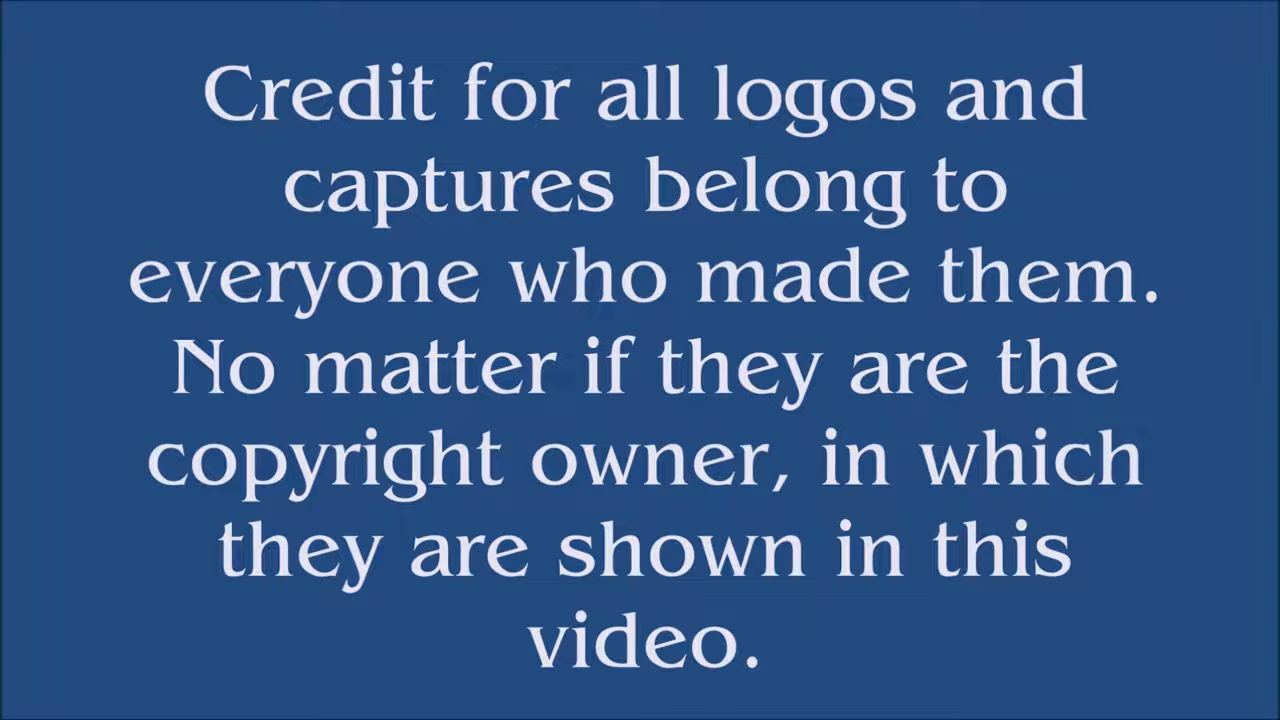 Credit for all logos and
captures belong to
everyone who made them.
No matter if they are the
copyright owner, in which
they are shown in this
video.